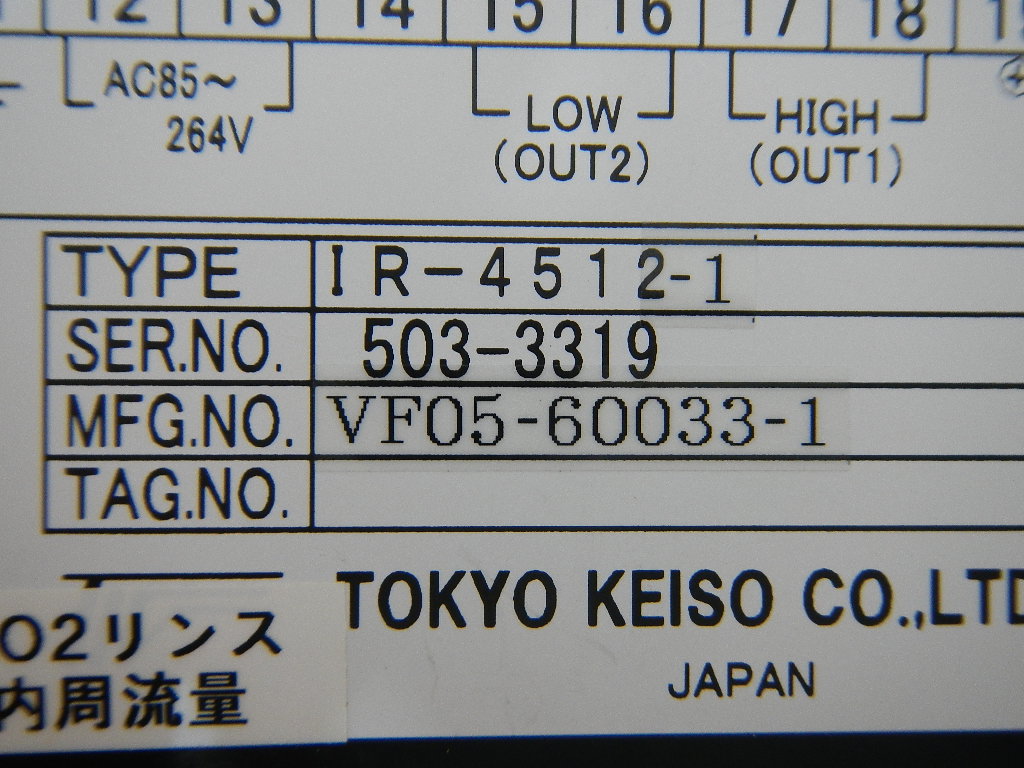 12 13 14 15 16 17 18
AC85～
264V
LOW
(OUT2)
HIGH
(OUT1)
TYPE IR-4512-1
SER.NO. 503-3319
MFG.NO. VF05-60033-1
TAG.NO.
TOKYO KEISO CO.,LTD
JAPAN
O2リンス
内周流量